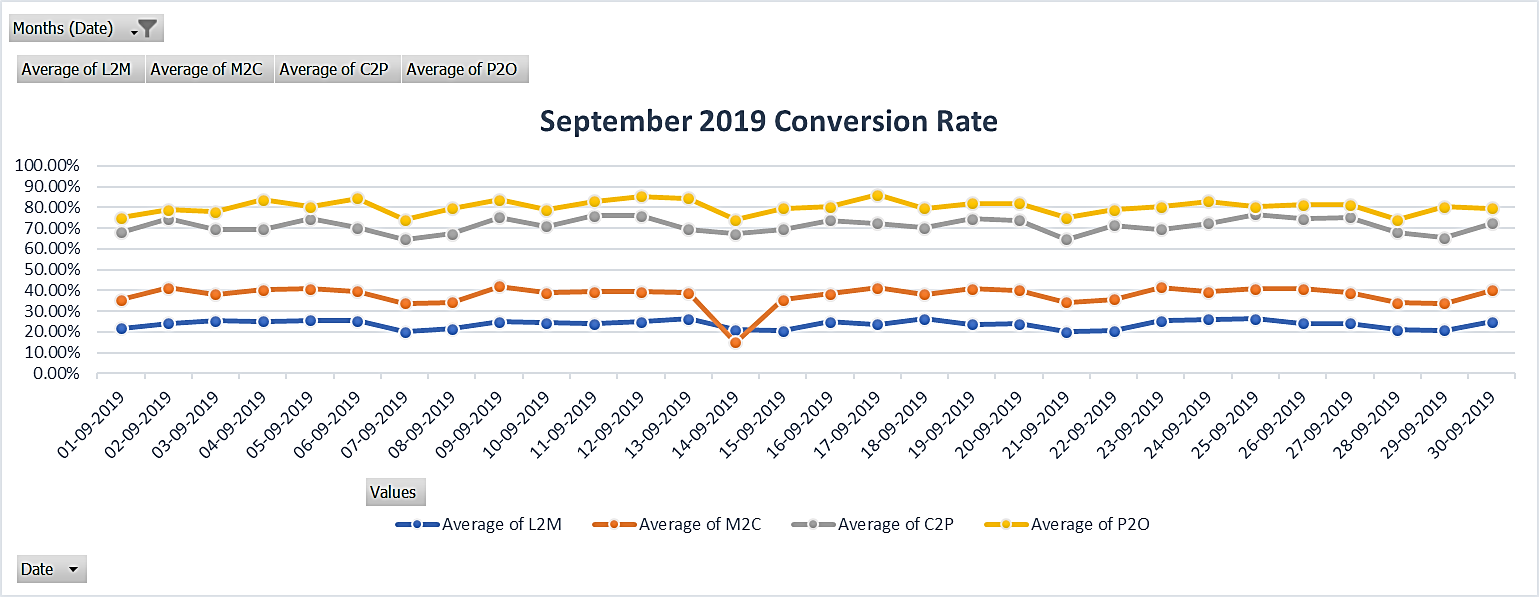 Months (Date)
Average of L2M Average of M2C Average of C2P Average of P2O
September 2019 Conversion Rate
100.00%
90.00%
80.00%
70.00%
60.00%
50.00%
40.00%
30.00%
20.00%
10.00%
0.00%
01-09-2019 02-09-2019 03-09-2019 04-09-2019 05-09-2019 06-09-2019 07-09-2019 08-09-2019 09-09-2019 10-09-2019 11-09-2019 12-09-2019 13-09-2019 14-09-2019 15-09-2019 16-09-2019 17-09-2019 18-09-2019 19-09-2019 20-09-2019 21-09-2019 22-09-2019 23-09-2019 24-09-2019 25-09-2019 26-09-2019 27-09-2019 28-09-2019 29-09-2019 30-09-2019
Values
Average of L2M Average of M2C Average of C2P Average of P2O
Date